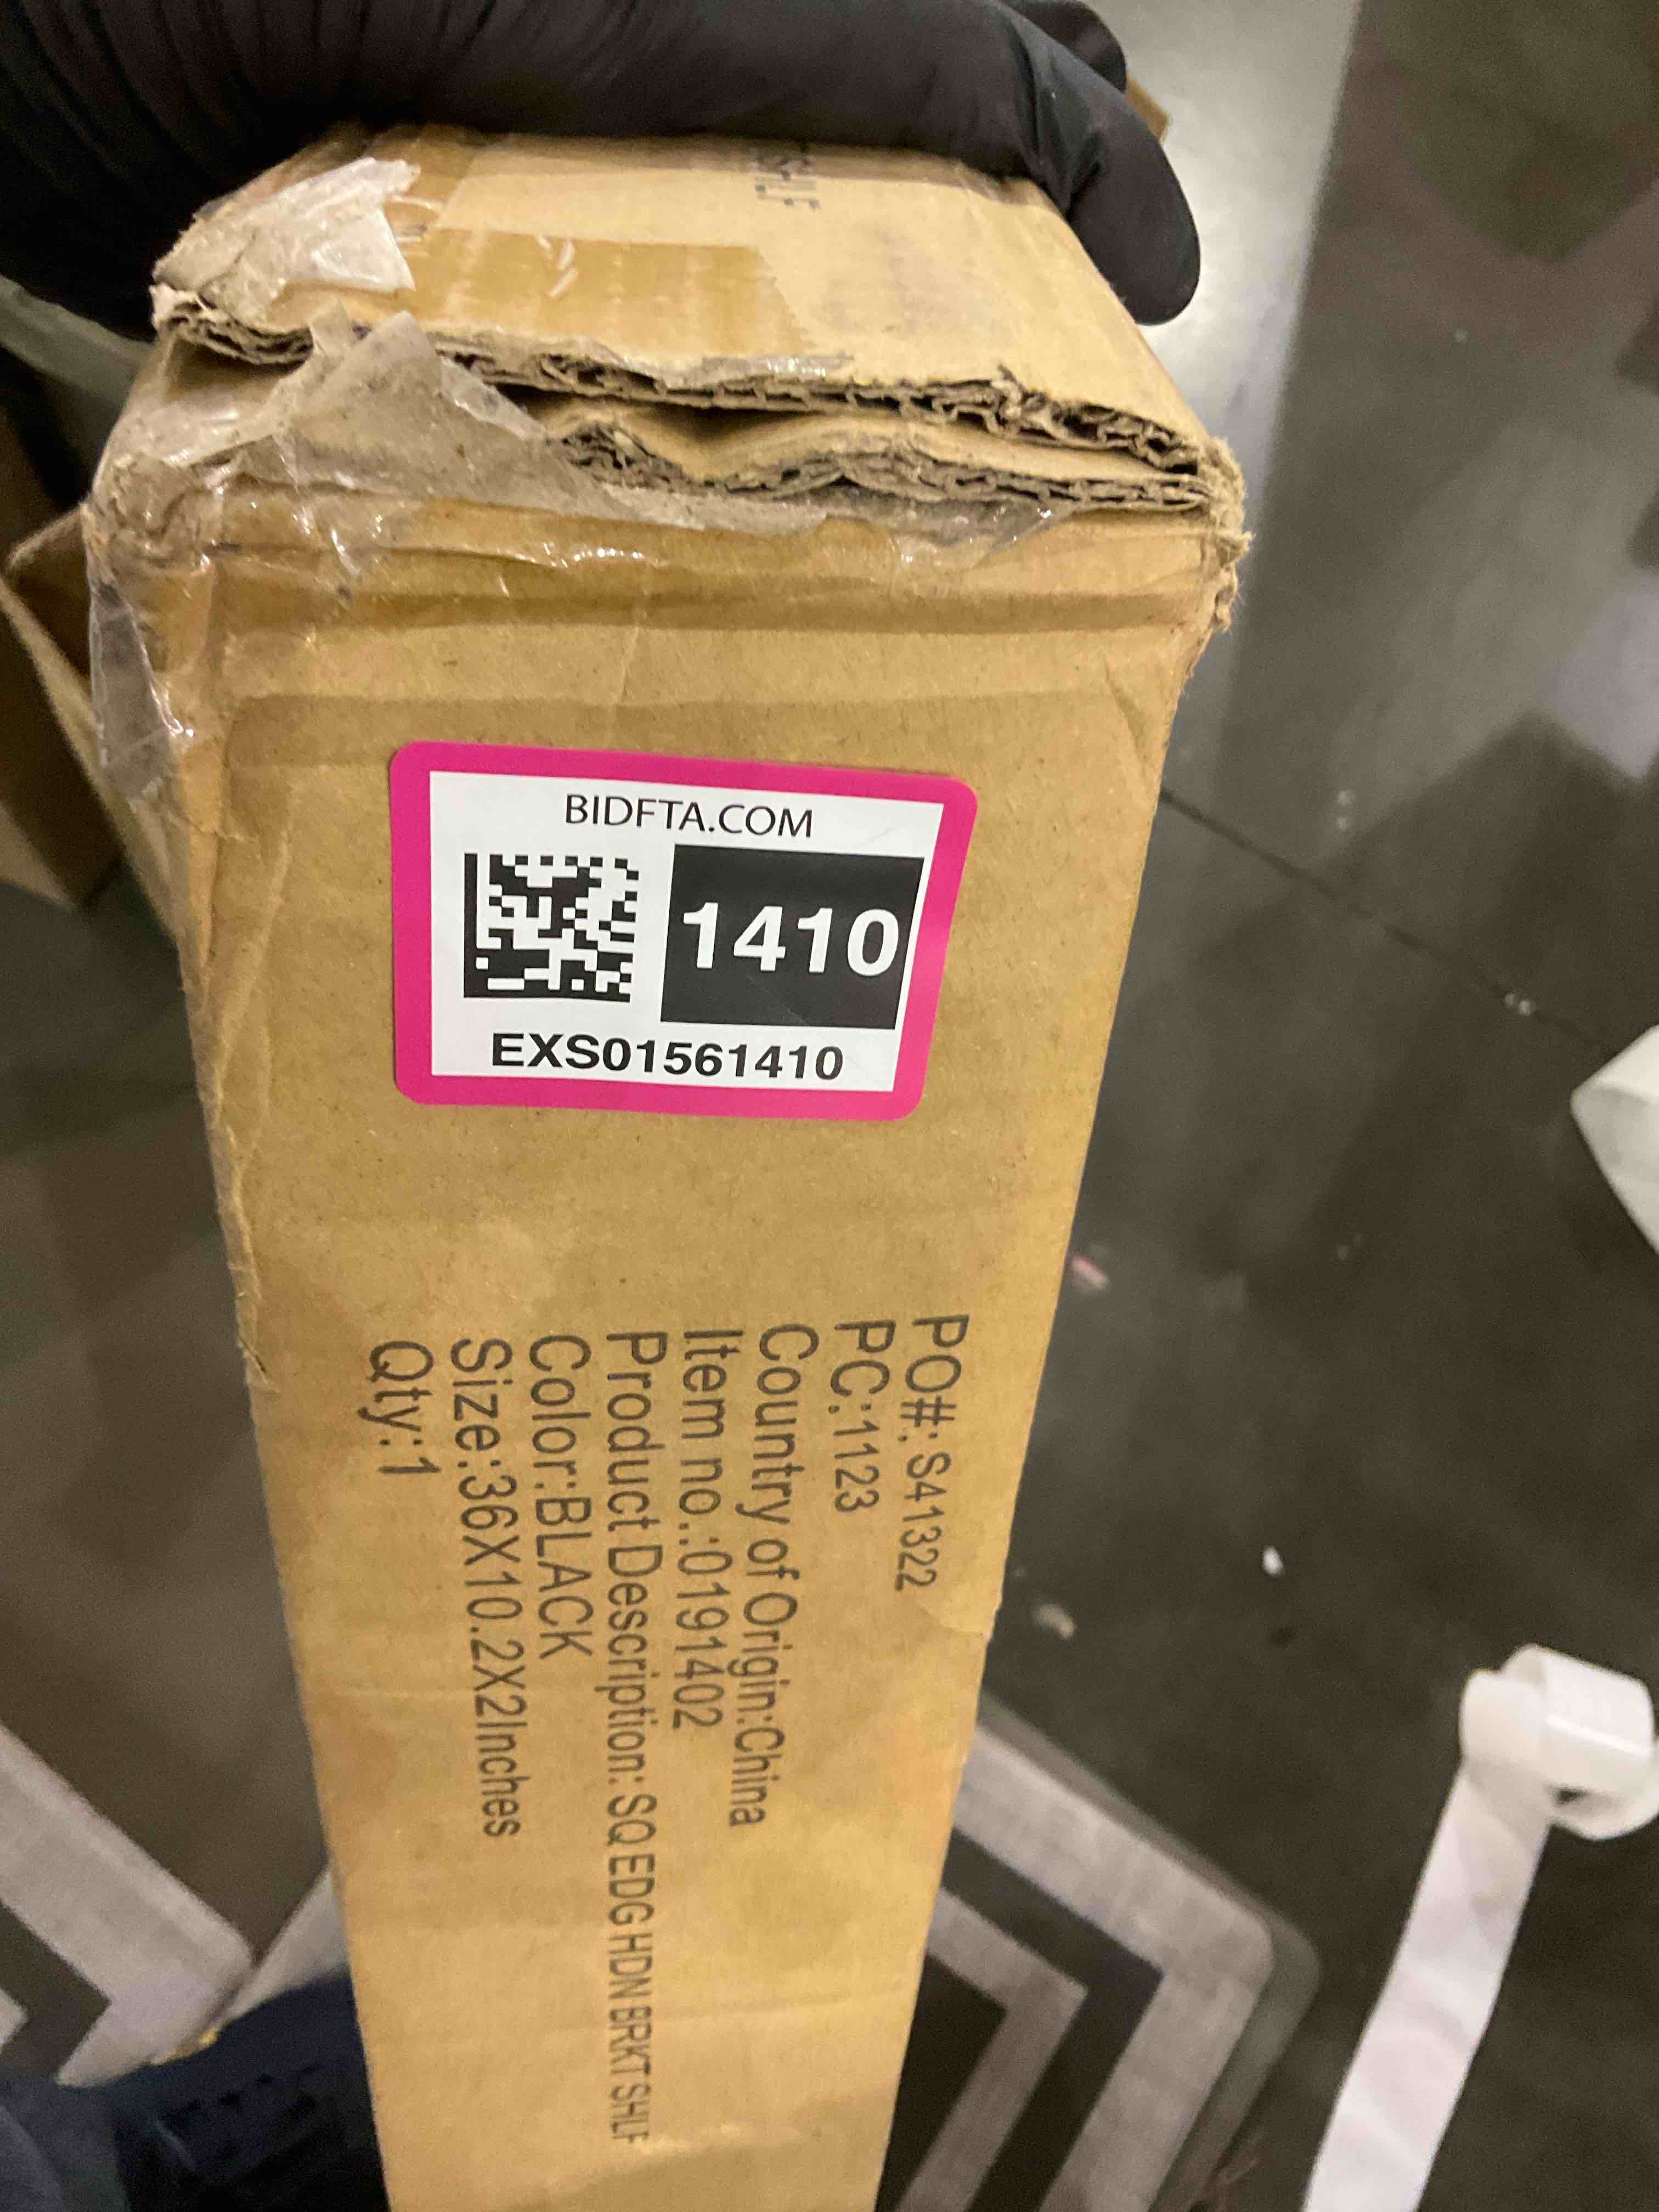 BIDFTA.COM
1410
EXS01561410
PO#: S41322
PC:1123
Country of Origin:China
Item no.:0191402
Product Description: SQ EDG HDN BRKT SHLF
Color:BLACK
Size:36X10.2X2Inches
Qty:1